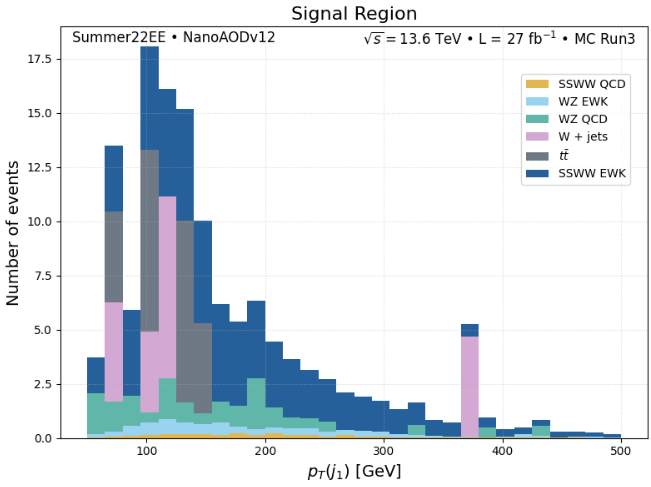 Signal Region
Summer22EE • NanoAODv12
√s = 13.6 TeV • L = 27 fb⁻¹ • MC Run3
SSWW QCD
WZ EWK
WZ QCD
W + jets
tt̄
SSWW EWK
Number of events
17.5
15.0
12.5
10.0
7.5
5.0
2.5
0.0
100
200
300
400
500
p_T(j₁) [GeV]